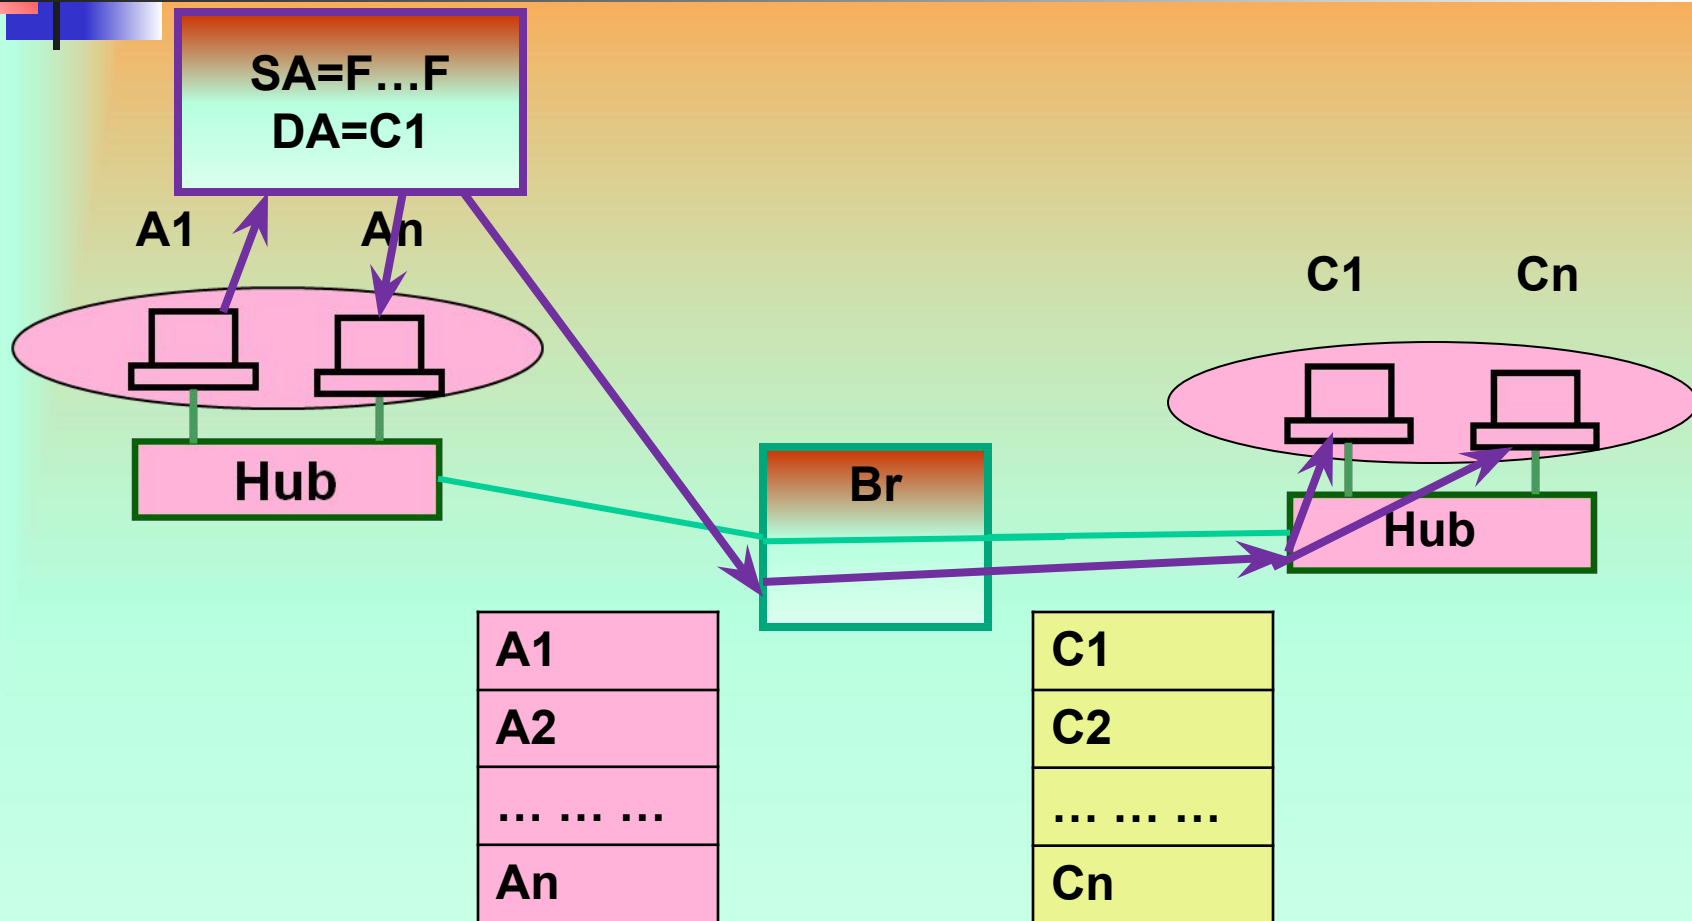 SA=F...F
DA=C1
A1
An
C1
Cn
Hub
Br
Hub
A1
A2
... ... ...
An
C1
C2
... ... ...
Cn